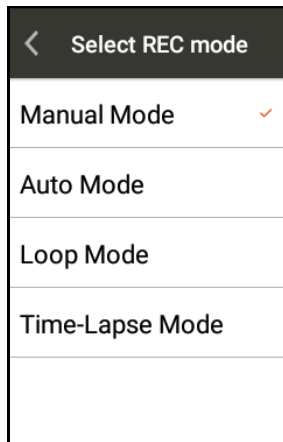 Select REC mode
Manual Mode
Auto Mode
Loop Mode
Time-Lapse Mode